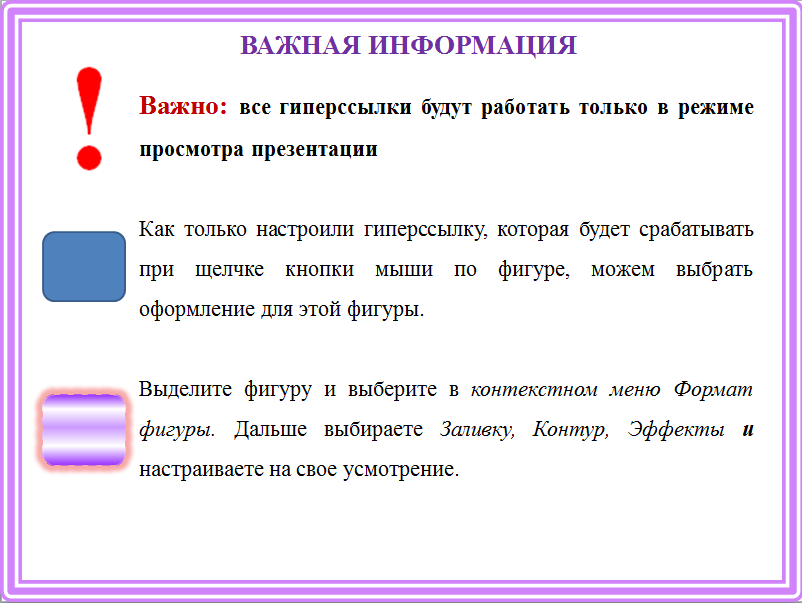 ВАЖНАЯ ИНФОРМАЦИЯ
Важно: все гиперссылки будут работать только в режиме
просмотра презентации
Как только настроили гиперссылку, которая будет срабатывать
при щелчке кнопки мыши по фигуре, можем выбрать
оформление для этой фигуры.
Выделите фигуру и выберите в контекстном меню Формат
фигуры. Дальше выбираете Заливку, Контур, Эффекты и
настраиваете на свое усмотрение.